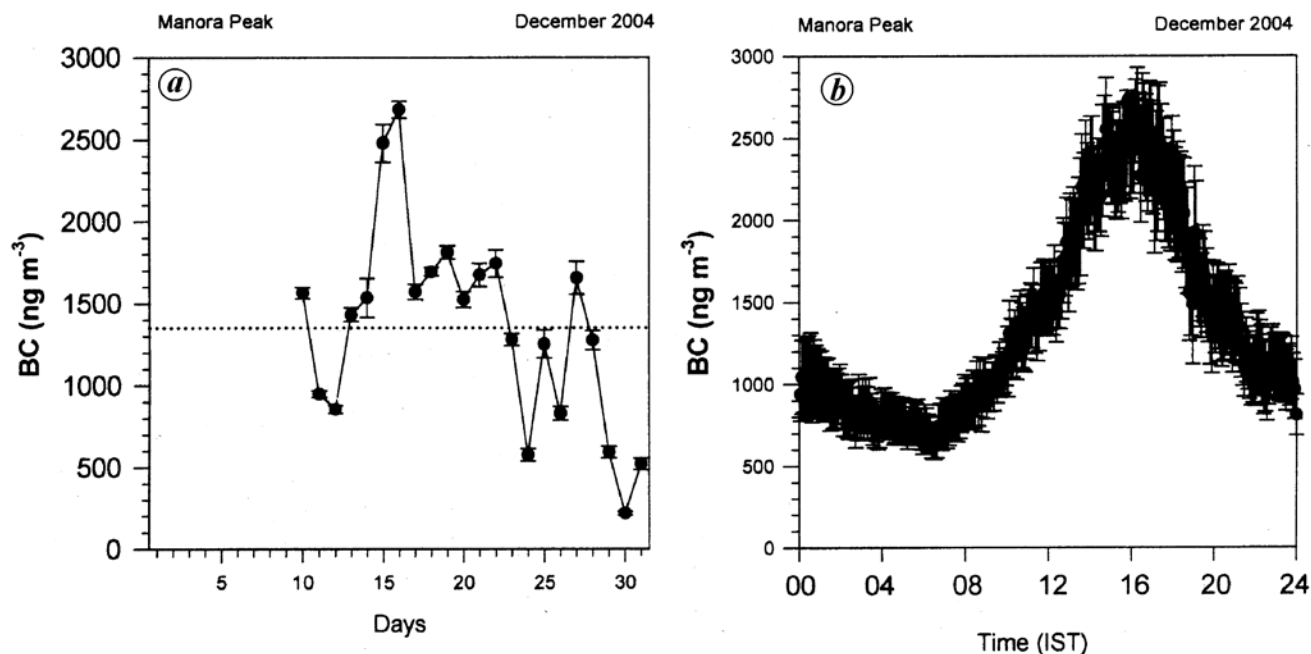 Manora Peak December 2004
a
BC (ng m-3)
3000
2500
2000
1500
1000
500
0
5 10 15 20 25 30
Days
Manora Peak December 2004
b
BC (ng m-3)
3000
2500
2000
1500
1000
500
0
00 04 08 12 16 20 24
Time (IST)